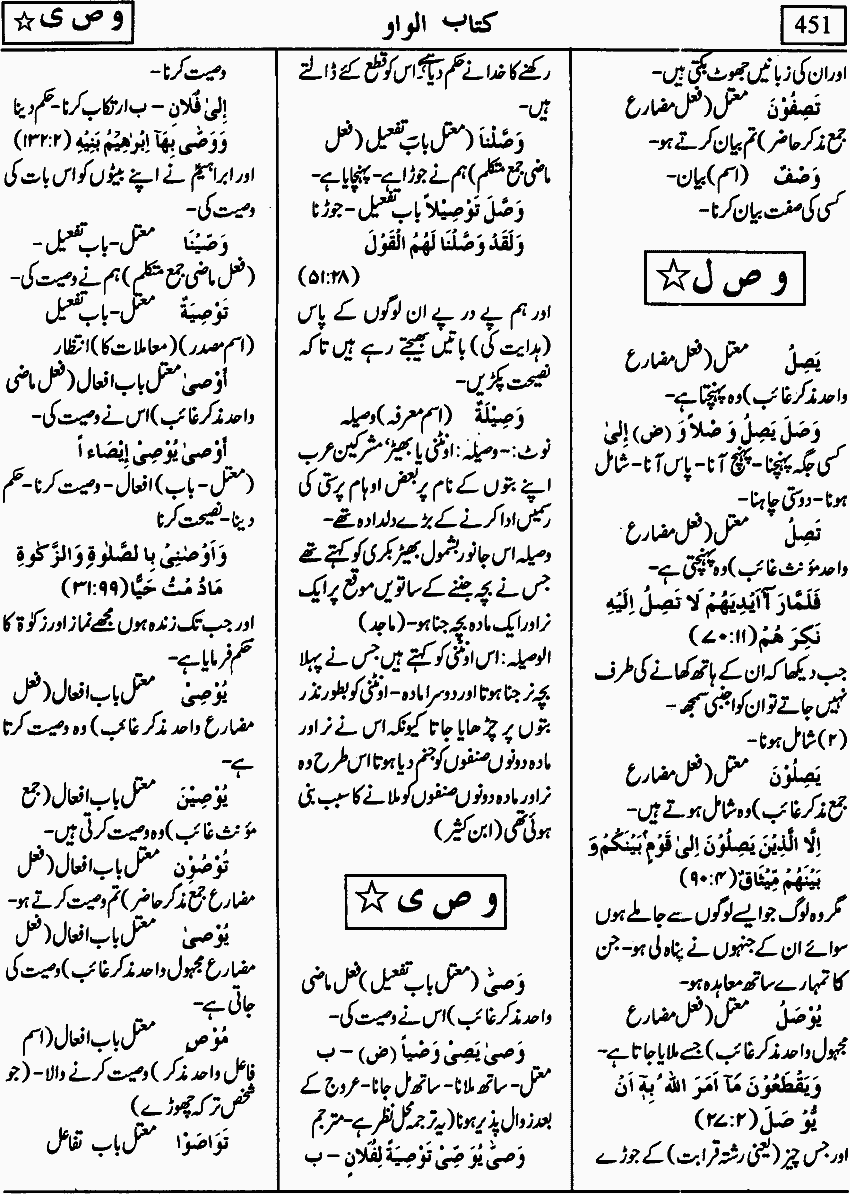 451
کتاب الواو
و ص ی ☆
اور ان کی زبانیں جھوٹ بکتی ہیں-
تَصِفُوْنَ معتل (فعل مضارع
جمع مذکر حاضر) تم بیان کرتے ہو-
وَصْفٌ (اسم) بیان-
کسی کی صفت بیان کرنا-
و ص ل ☆
یَصِلُ معتل (فعل مضارع
واحد مذکر غائب) وہ پہنچتا ہے-
وَصَلَ یَصِلُ وَ صْلاً وَ (ض) اِلیٰ
کسی جگہ پہنچنا- پہنچ آنا- پاس آنا- شامل
ہونا- دوستی چاہنا-
تَصِلُ معتل (فعل مضارع
واحد مؤنث غائب) وہ پہنچتی ہے-
فَلَمَّارَ آاَیْدِیَهُمْ لَا تَصِلُ اِلَیْهِ
نَکِرَ هُمْ (۷۰:۱۱)
جب دیکھا کہ ان کے ہاتھ کھانے کی طرف
نہیں جاتے تو ان کو اجنبی سمجھ-
(۲) شامل ہونا-
یَصِلُوْنَ معتل (فعل مضارع
جمع مذکر غائب) وہ شامل ہوتے ہیں-
اِلَّا الَّذِیْنَ یَصِلُوْنَ اِلیٰ قَوْمٍ بَیْنَکُمْ وَ
بَیْنَهُمْ مِّیْثَاقٌ (۹۰:۴)
مگر وہ لوگ جو ایسے لوگوں سے جا ملے ہوں
سوائے ان کے جنہوں نے پناہ لی ہو- جن
کا تمہارے ساتھ معاہدہ ہو-
یُوْصَلُ معتل (فعل مضارع
مجہول واحد مذکر غائب) جسے ملایا جاتا ہے-
وَیَقْطَعُوْنَ مَآ اَمَرَ اللّٰهُ بِهٖٓ اَنْ
یُّوْ صَلَ (۲۷:۲)
اور جس چیز (یعنی رشتہ قرابت) کے جوڑے
رکھنے کا خدا نے حکم دیا ہے- اس کو قطع کئے ڈالتے
ہیں-
وَصَّلْنَا (معتل باب تفعیل (فعل
ماضی جمع متکلم) ہم نے جوڑا ہے- پہنچایا ہے-
وَصَّلَ تَوْصِیْلاً باب تفعیل- جوڑنا
وَلَقَدْ وَصَّلْنَا لَهُمُ الْقَوْلَ
(۵۱:۲۸)
اور ہم پے در پے ان لوگوں کے پاس
(ہدایت کی) باتیں بھیجتے رہے ہیں تاکہ
نصیحت پکڑیں-
وَصِیْلَةٌ (اسم معرفہ) وصیلہ
نوٹ:-وصیلہ: اونٹنی یا بھیڑ، مشرکین عرب
اپنے بتوں کے نام پر بعض اوہام پرستی کی
رسمیں ادا کرنے کے بڑے دلدادہ تھے-
وصیلہ اس جانور بشمول بھیڑ بکری کو کہتے تھے
جس نے بچہ جننے کے ساتویں موقع پر ایک
نر اور ایک مادہ بچہ جنا ہو- (ماجد)
الوصیلہ: اس اونٹنی کو کہتے ہیں جس نے پہلا
بچہ نر جنا ہو تا اور دوسرا مادہ- اونٹنی کو بطور نذر
بتوں پر چڑھایا جاتا کیونکہ اس نے نر اور
مادہ دونوں صنفوں کو جنم دیا ہوتا اس طرح وہ
نر اور مادہ دونوں صنفوں کو ملانے کا سبب بنی
ہوئی تھی (ابن کثیر)
و ص ی ☆
وَصّٰی (معتل باب تفعیل) فعل ماضی
واحد مذکر غائب) اس نے وصیت کی-
وَصیٰ یَصِیْ وَصْیاً (ض) - ب
معتل- ساتھ ملانا- ساتھ مل جانا- عروج کے
بعد زوال پذیر ہونا (یہ ترجمہ محل نظر ہے- مترجم
وَصّیٰ یُوَ صِّیْ تَوْصِیَةً لِفُلَانٍ - ب
وصیت کرنا-
اِلیٰ فُلَانٍ - ب ارتکاب کرنا- حکم دینا
وَوَصّٰی بِهَآ اِبْرٰهِیْمُ بَنِیْهِ (۱۳۲:۲)
اور ابراہیمؑ نے اپنے بیٹوں کو اس بات کی
وصیت کی-
وَصَّیْنَا معتل- باب تفعیل-
(فعل ماضی جمع متکلم) ہم نے وصیت کی-
تَوْصِیَةٌ معتل- باب تفعیل
(اسم مصدر) (معاملات کا) انتظار
اَوْصیٰ معتل باب افعال (فعل ماضی
واحد مذکر غائب) اس نے وصیت کی-
اَوْصیٰ یُوْصِیْ اِیْصَاء اً
(معتل- باب) افعال- وصیت کرنا- حکم
دینا- نصیحت کرنا
وَاَوْصٰنِیْ بِالصَّلٰوةِ وَالزَّکٰوةِ
مَادُ مْتُ حَیًّا (۳۱:۹۹)
اور جب تک زندہ ہوں مجھے نماز اور زکوٰۃ کا
حکم فرمایا ہے-
یُوْصِیْ معتل باب افعال (فعل
مضارع واحد مذکر غائب) وہ وصیت کرتا
ہے-
یُوْصِیْنَ معتل باب افعال (جمع
مؤنث غائب) وہ وصیت کرتی ہیں-
تُوْصُوْن معتل باب افعال (فعل
مضارع جمع مذکر حاضر) تم وصیت کرتے ہو-
یُوْصیٰ معتل باب افعال (فعل
مضارع مجہول واحد مذکر غائب) وصیت کی
جاتی ہے-
مُوْصٍ معتل باب افعال (اسم
فاعل واحد مذکر) وصیت کرنے والا- (جو
شخص ترکہ چھوڑے)
تَوَاصَوْا معتل باب تفاعل